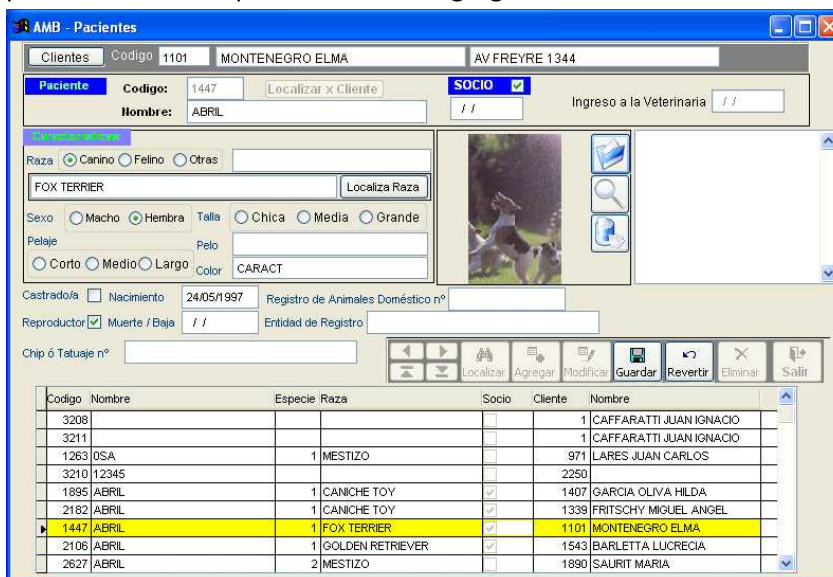 AMB - Pacientes
Clientes Codigo 1101 MONTENEGRO ELMA AV FREYRE 1344
Paciente Codigo: 1447 Localizar x Cliente SOCIO
Nombre: ABRIL / / Ingreso a la Veterinaria / /
Raza Canino Felino Otras
FOX TERRIER Localiza Raza
Sexo Macho Hembra Talla Chica Media Grande
Pelaje Pelo
Corto Medio Largo Color CARACT
Castrado/a Nacimiento 24/05/1997 Registro de Animales Doméstico nº
Reproductor Muerte / Baja / / Entidad de Registro
Chip ó Tatuaje nº
Localizar Agregar Modificar Guardar Revertir Eliminar Salir
Codigo Nombre Especie Raza Socio Cliente Nombre
3208 1 CAFFARATTI JUAN IGNACIO
3211 1 CAFFARATTI JUAN IGNACIO
1263 0SA 1 MESTIZO 971 LARES JUAN CARLOS
3210 12345 2250
1895 ABRIL 1 CANICHE TOY 1407 GARCIA OLIVA HILDA
2182 ABRIL 1 CANICHE TOY 1339 FRITSCHY MIGUEL ANGEL
1447 ABRIL 1 FOX TERRIER 1101 MONTENEGRO ELMA
2106 ABRIL 1 GOLDEN RETRIEVER 1543 BARLETTA LUCRECIA
2627 ABRIL 2 MESTIZO 1890 SAURIT MARIA